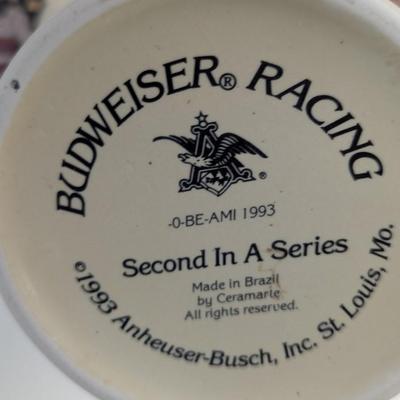 BUDWEISER® RACING
®
-0-BE-AMI 1993
Second In A Series
Made in Brazil
by Ceramarte
All rights reserved.
©1993 Anheuser-Busch, Inc. St. Louis, Mo.